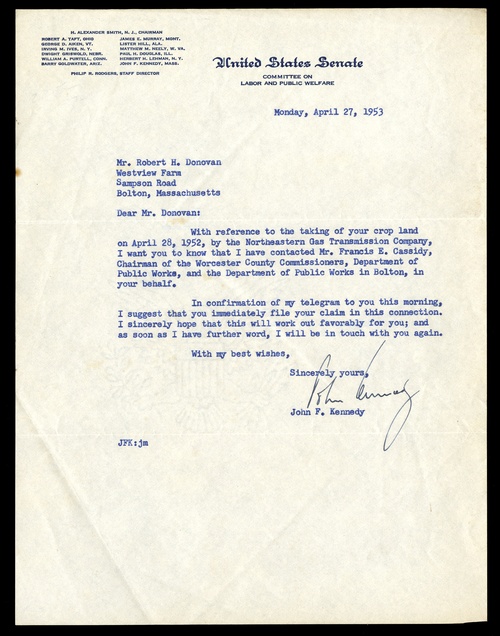 H. ALEXANDER SMITH, N. J., CHAIRMAN
ROBERT A. TAFT, OHIO
GEORGE D. AIKEN, VT.
IRVING M. IVES, N. Y.
DWIGHT GRISWOLD, NEBR.
WILLIAM A. PURTELL, CONN.
BARRY GOLDWATER, ARIZ.
JAMES E. MURRAY, MONT.
LISTER HILL, ALA.
MATTHEW M. NEELY, W. VA.
PAUL H. DOUGLAS, ILL.
HERBERT H. LEHMAN, N. Y.
JOHN F. KENNEDY, MASS.
PHILIP R. RODGERS, STAFF DIRECTOR
United States Senate
COMMITTEE ON
LABOR AND PUBLIC WELFARE
Monday, April 27, 1953
Mr. Robert H. Donovan
Westview Farm
Sampson Road
Bolton, Massachusetts
Dear Mr. Donovan:
With reference to the taking of your crop land
on April 28, 1952, by the Northeastern Gas Transmission Company,
I want you to know that I have contacted Mr. Francis E. Cassidy,
Chairman of the Worcester County Commissioners, Department of
Public Works, and the Department of Public Works in Bolton, in
your behalf.
In confirmation of my telegram to you this morning,
I suggest that you immediately file your claim in this connection.
I sincerely hope that this will work out favorably for you; and
as soon as I have further word, I will be in touch with you again.
With my best wishes,
Sincerely yours,
John Kennedy
John F. Kennedy
JFK:jm